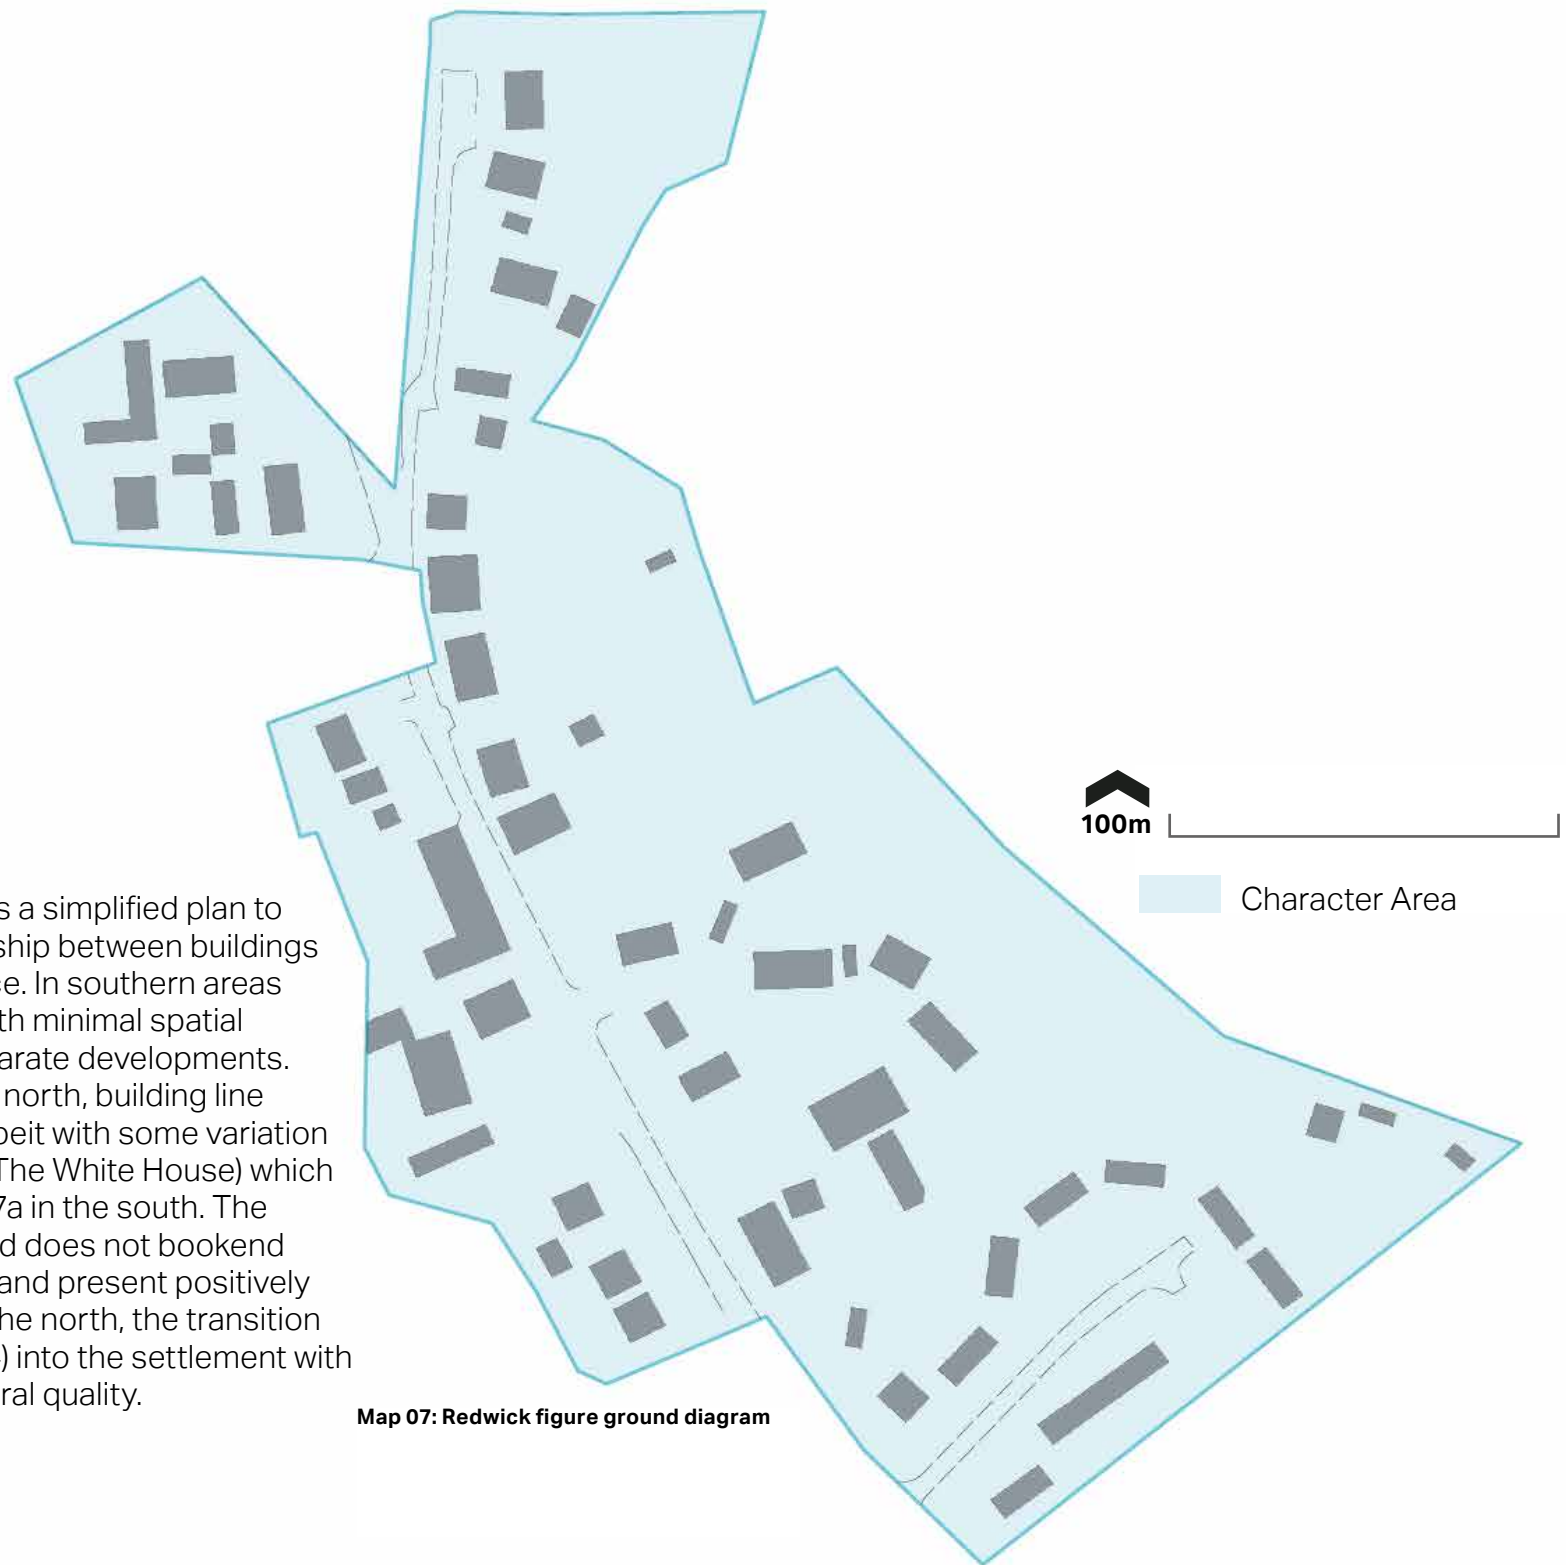 s a simplified plan to
ship between buildings
ce. In southern areas
th minimal spatial
parate developments.
north, building line
beit with some variation
The White House) which
7a in the south. The
d does not bookend
and present positively
he north, the transition
) into the settlement with
ral quality.
100m
Character Area
Map 07: Redwick figure ground diagram